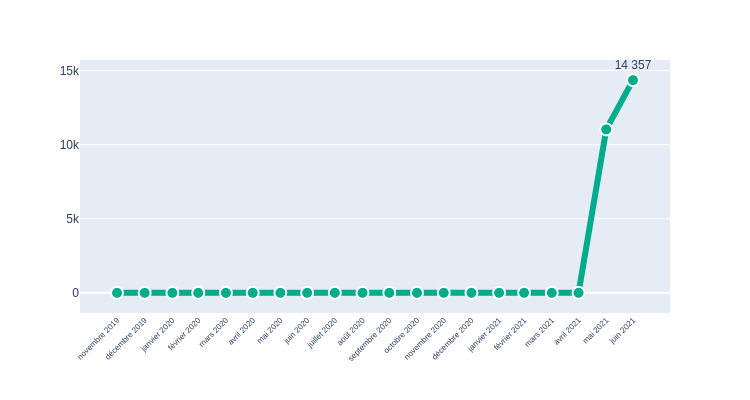 14 357
15k
10k
5k
0
novembre 2019
décembre 2019
janvier 2020
février 2020
mars 2020
avril 2020
mai 2020
juin 2020
juillet 2020
août 2020
septembre 2020
octobre 2020
novembre 2020
décembre 2020
janvier 2021
février 2021
mars 2021
avril 2021
mai 2021
juin 2021